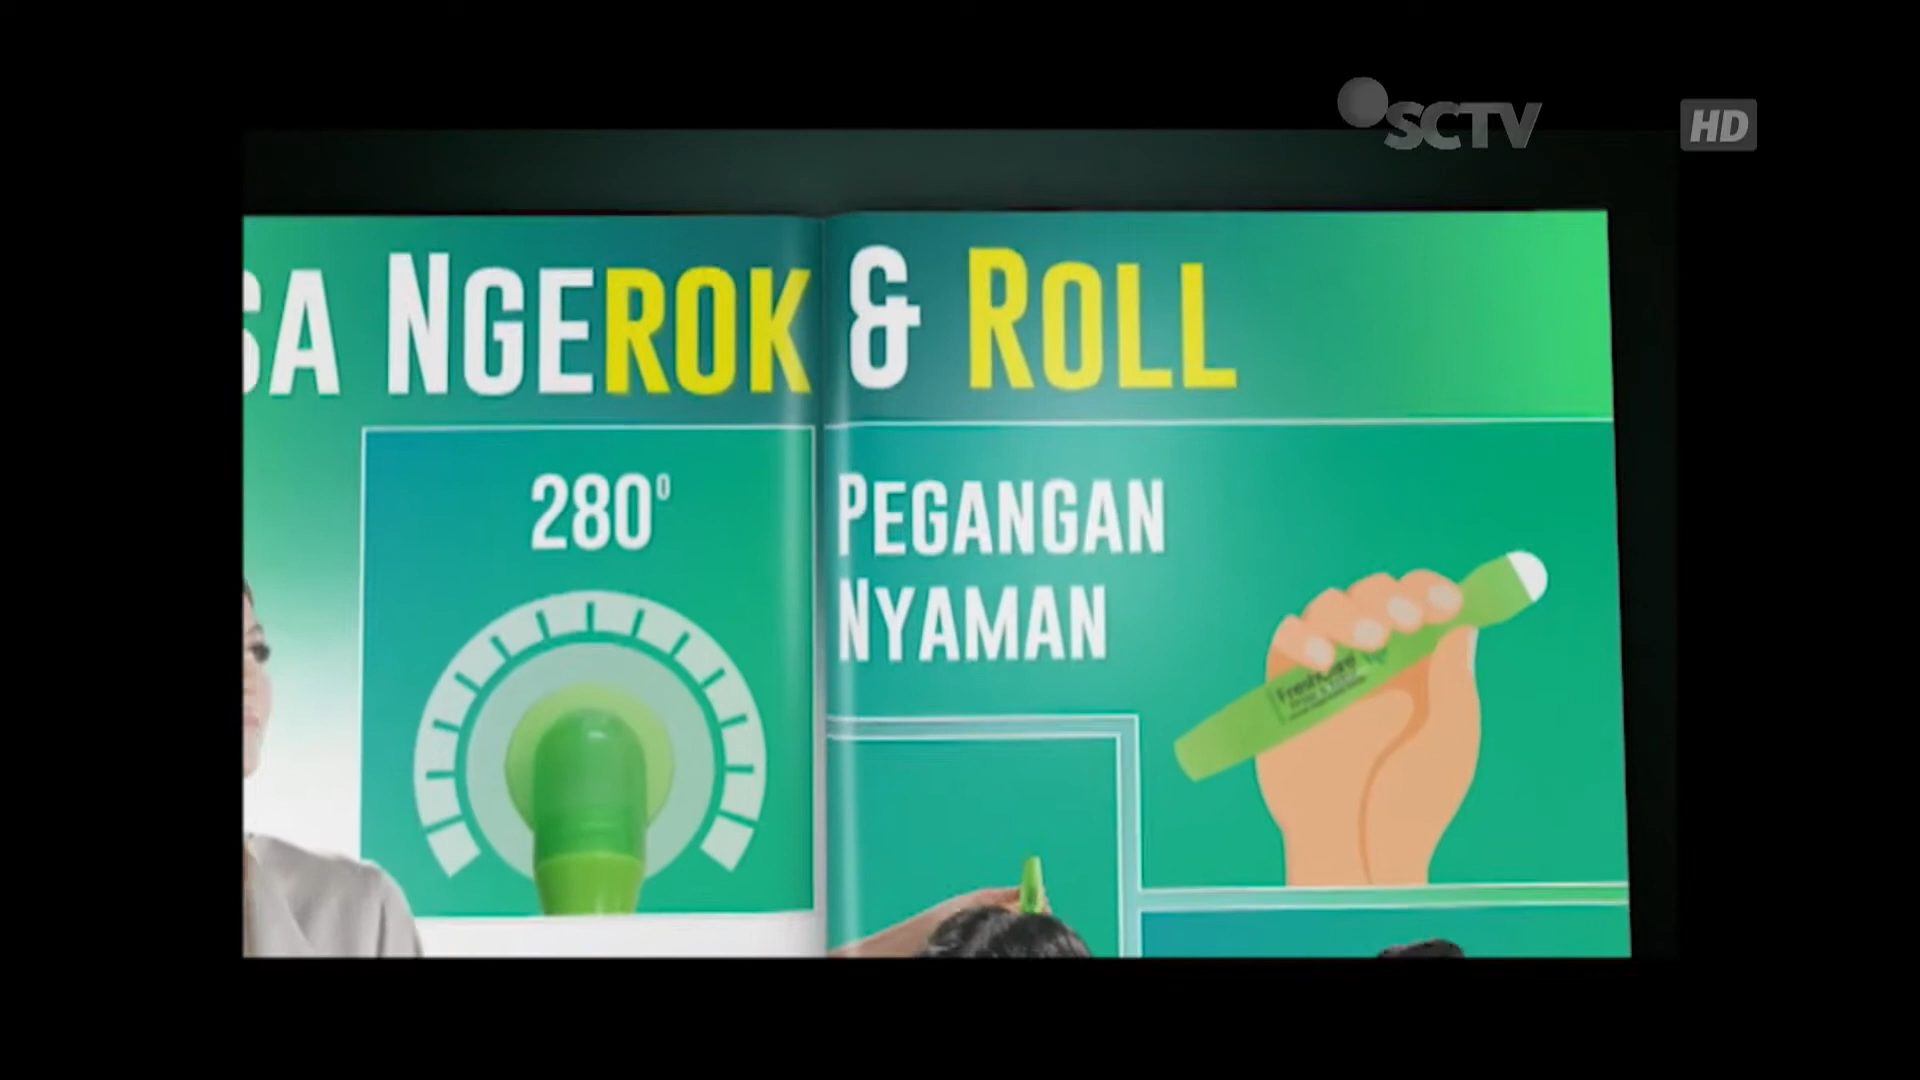 SCTV
HD
SA NGEROK & ROLL
280°
PEGANGAN
NYAMAN